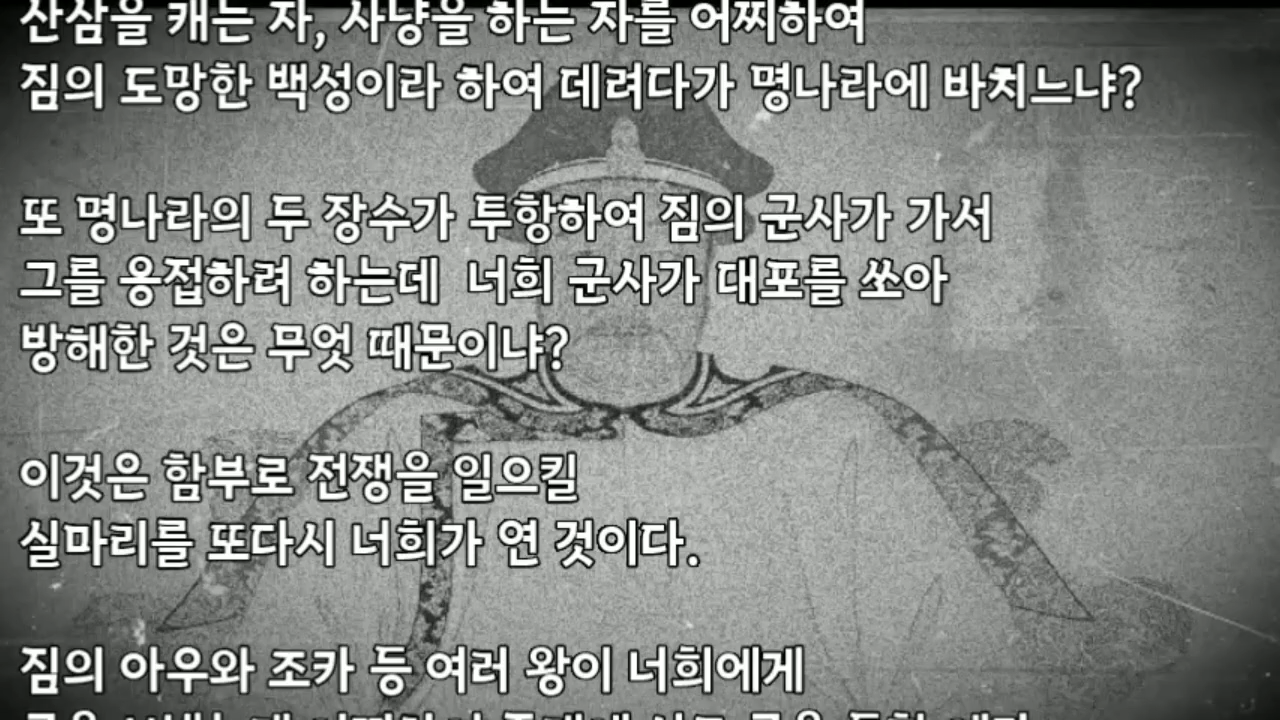 산삼을 캐는 자, 사냥을 하는 자를 어찌하여
짐의 도망한 백성이라 하여 데려다가 명나라에 바치느냐?
또 명나라의 두 장수가 투항하여 짐의 군사가 가서
그를 응접하려 하는데 너희 군사가 대포를 쏘아
방해한 것은 무엇 때문이냐?
이것은 함부로 전쟁을 일으킬
실마리를 또다시 너희가 연 것이다.
짐의 아우와 조카 등 여러 왕이 너희에게